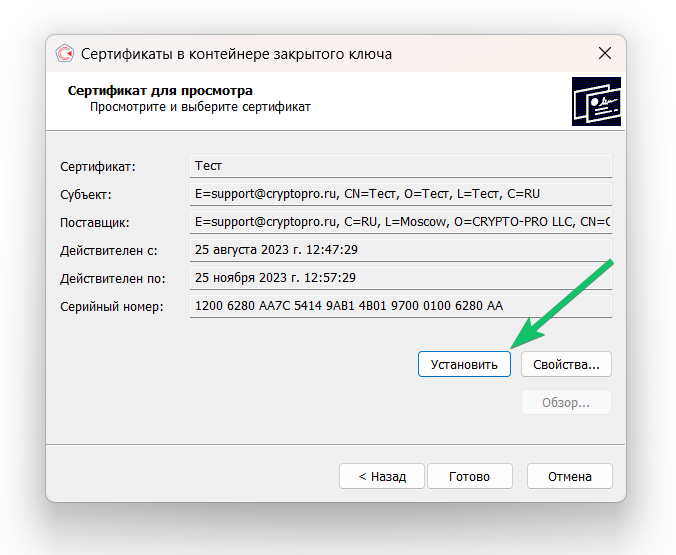 Сертификаты в контейнере закрытого ключа
Сертификат для просмотра
Просмотрите и выберите сертификат
Сертификат: Тест
Субъект: E=support@cryptopro.ru, CN=Тест, O=Тест, L=Тест, C=RU
Поставщик: E=support@cryptopro.ru, C=RU, L=Moscow, O=CRYPTO-PRO LLC, CN=C
Действителен с: 25 августа 2023 г. 12:47:29
Действителен по: 25 ноября 2023 г. 12:57:29
Серийный номер: 1200 6280 AA7C 5414 9AB1 4B01 9700 0100 6280 AA
Установить Свойства...
Обзор...
< Назад Готово Отмена